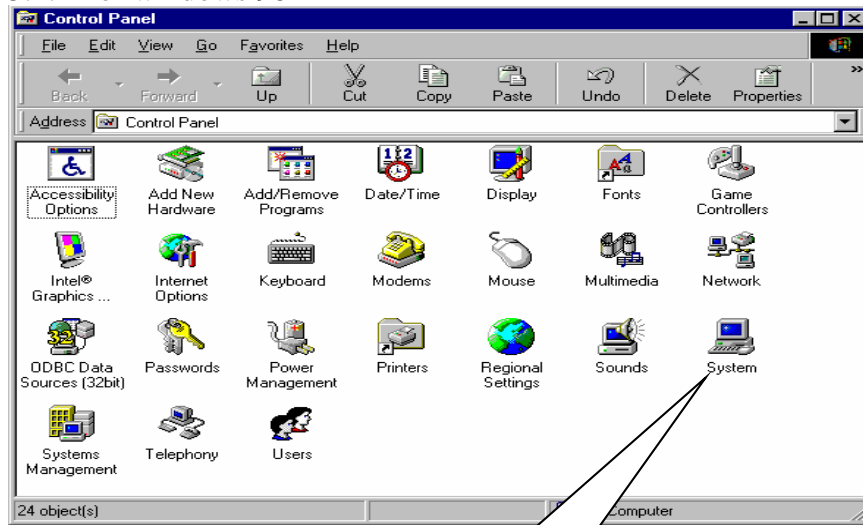 Control Panel
File Edit View Go Favorites Help
Back Forward Up Cut Copy Paste Undo Delete Properties »
Address Control Panel
Accessibility Options
Add New Hardware
Add/Remove Programs
Date/Time
Display
Fonts
Game Controllers
Intel® Graphics ...
Internet Options
Keyboard
Modems
Mouse
Multimedia
Network
ODBC Data Sources (32bit)
Passwords
Power Management
Printers
Regional Settings
Sounds
System
Systems Management
Telephony
Users
24 object(s)
Computer